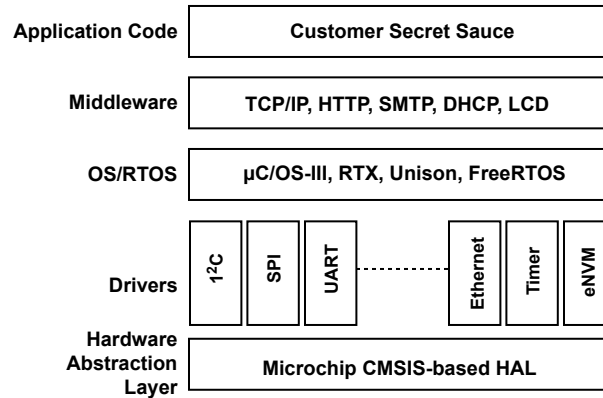 Application Code
Customer Secret Sauce
Middleware
TCP/IP, HTTP, SMTP, DHCP, LCD
OS/RTOS
µC/OS-III, RTX, Unison, FreeRTOS
Drivers
1²C
SPI
UART
Ethernet
Timer
eNVM
Hardware
Abstraction
Layer
Microchip CMSIS-based HAL